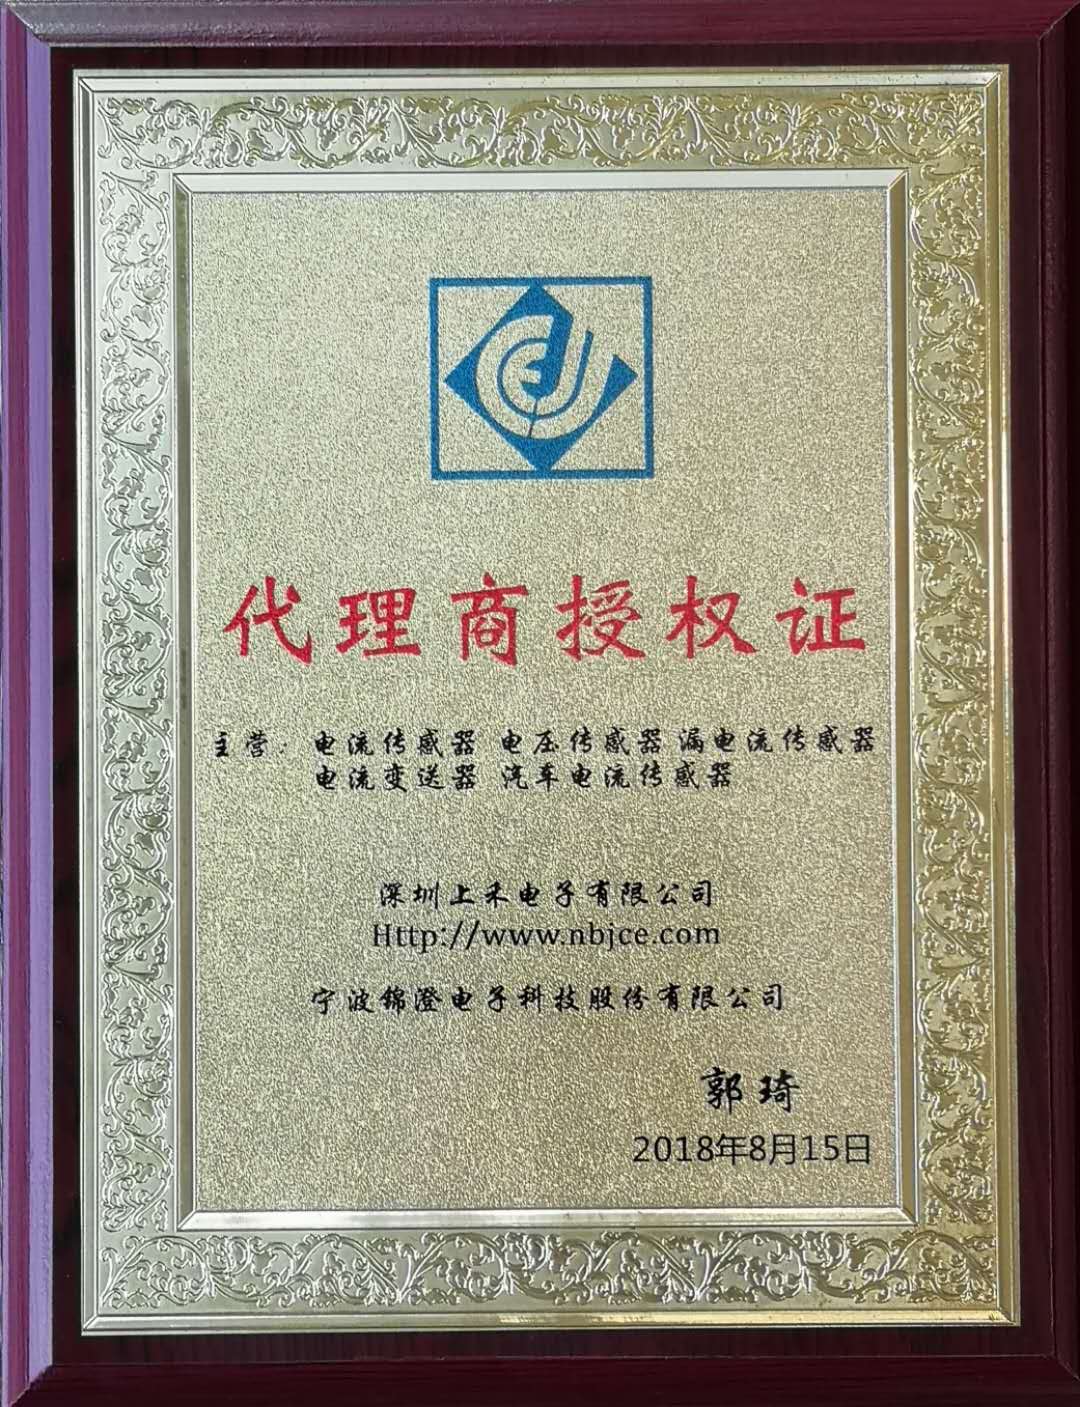 代理商授权证
主营：电流传感器 电压传感器 漏电流传感器
电流变送器 汽车电流传感器
深圳上禾电子有限公司
Http://www.nbjce.com
宁波锦澄电子科技股份有限公司
郭琦
2018年8月15日